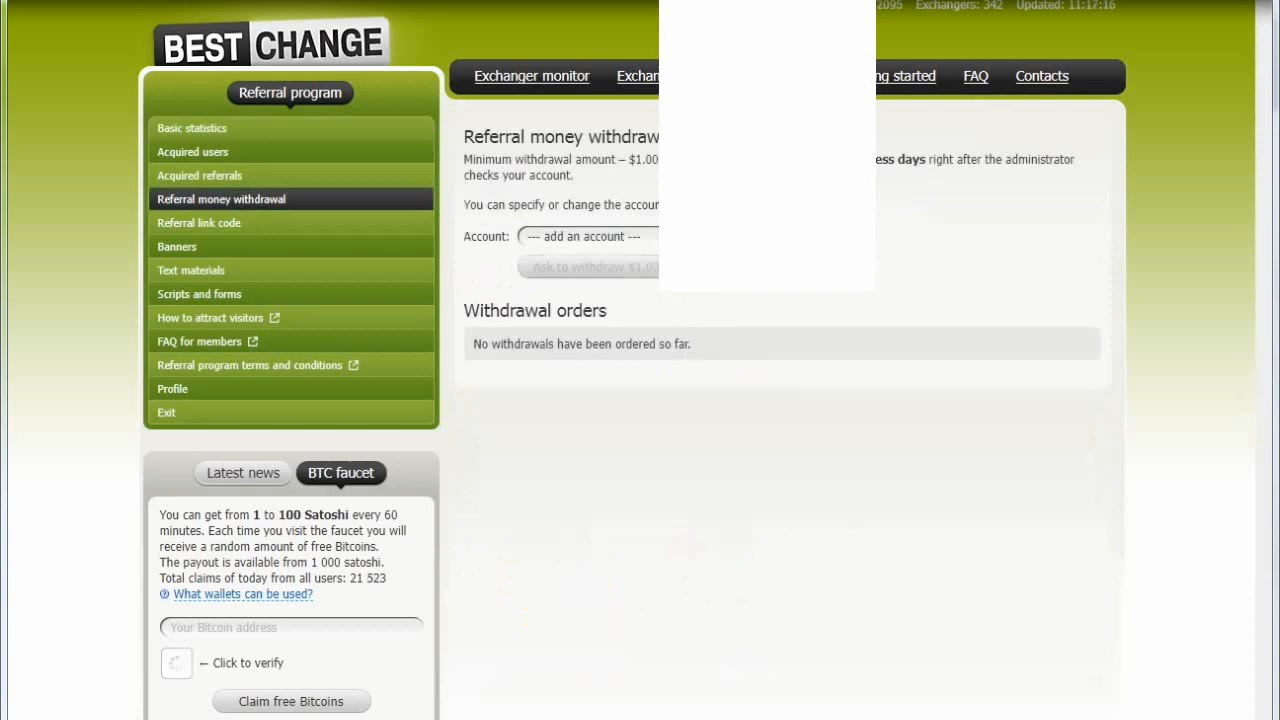 2095 Exchangers: 342 Updated: 11:17:16
BEST CHANGE
Exchanger monitor
started FAQ Contacts
Referral program
Basic statistics
Acquired users
Acquired referrals
Referral money withdrawal
Referral link code
Banners
Text materials
Scripts and forms
How to attract visitors
FAQ for members
Referral program terms and conditions
Profile
Exit
Referral money withdraw
Minimum withdrawal amount – $1.00
days right after the administrator
checks your account.
You can specify or change the
Account: --- add an account ---
Ask to withdraw
Withdrawal orders
No withdrawals have been ordered so far.
Latest news BTC faucet
You can get from 1 to 100 Satoshi every 60
minutes. Each time you visit the faucet you will
receive a random amount of free Bitcoins.
The payout is available from 1 000 satoshi.
Total claims of today from all users: 21 523
What wallets can be used?
Your Bitcoin address
← Click to verify
Claim free Bitcoins